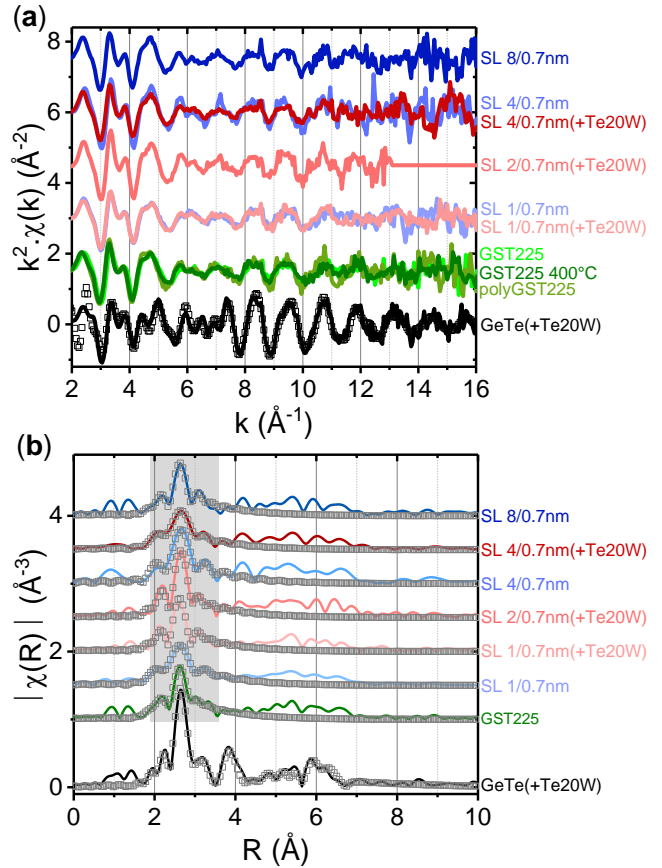 (a)
8
6
4
2
0
k².χ(k) (Å⁻²)
SL 8/0.7nm
SL 4/0.7nm
SL 4/0.7nm(+Te20W)
SL 2/0.7nm(+Te20W)
SL 1/0.7nm
SL 1/0.7nm(+Te20W)
GST225
GST225 400°C
polyGST225
GeTe(+Te20W)
2 4 6 8 10 12 14 16
k (Å⁻¹)
(b)
4
2
0
|χ(R)| (Å⁻³)
SL 8/0.7nm
SL 4/0.7nm(+Te20W)
SL 4/0.7nm
SL 2/0.7nm(+Te20W)
SL 1/0.7nm(+Te20W)
SL 1/0.7nm
GST225
GeTe(+Te20W)
0 2 4 6 8 10
R (Å)